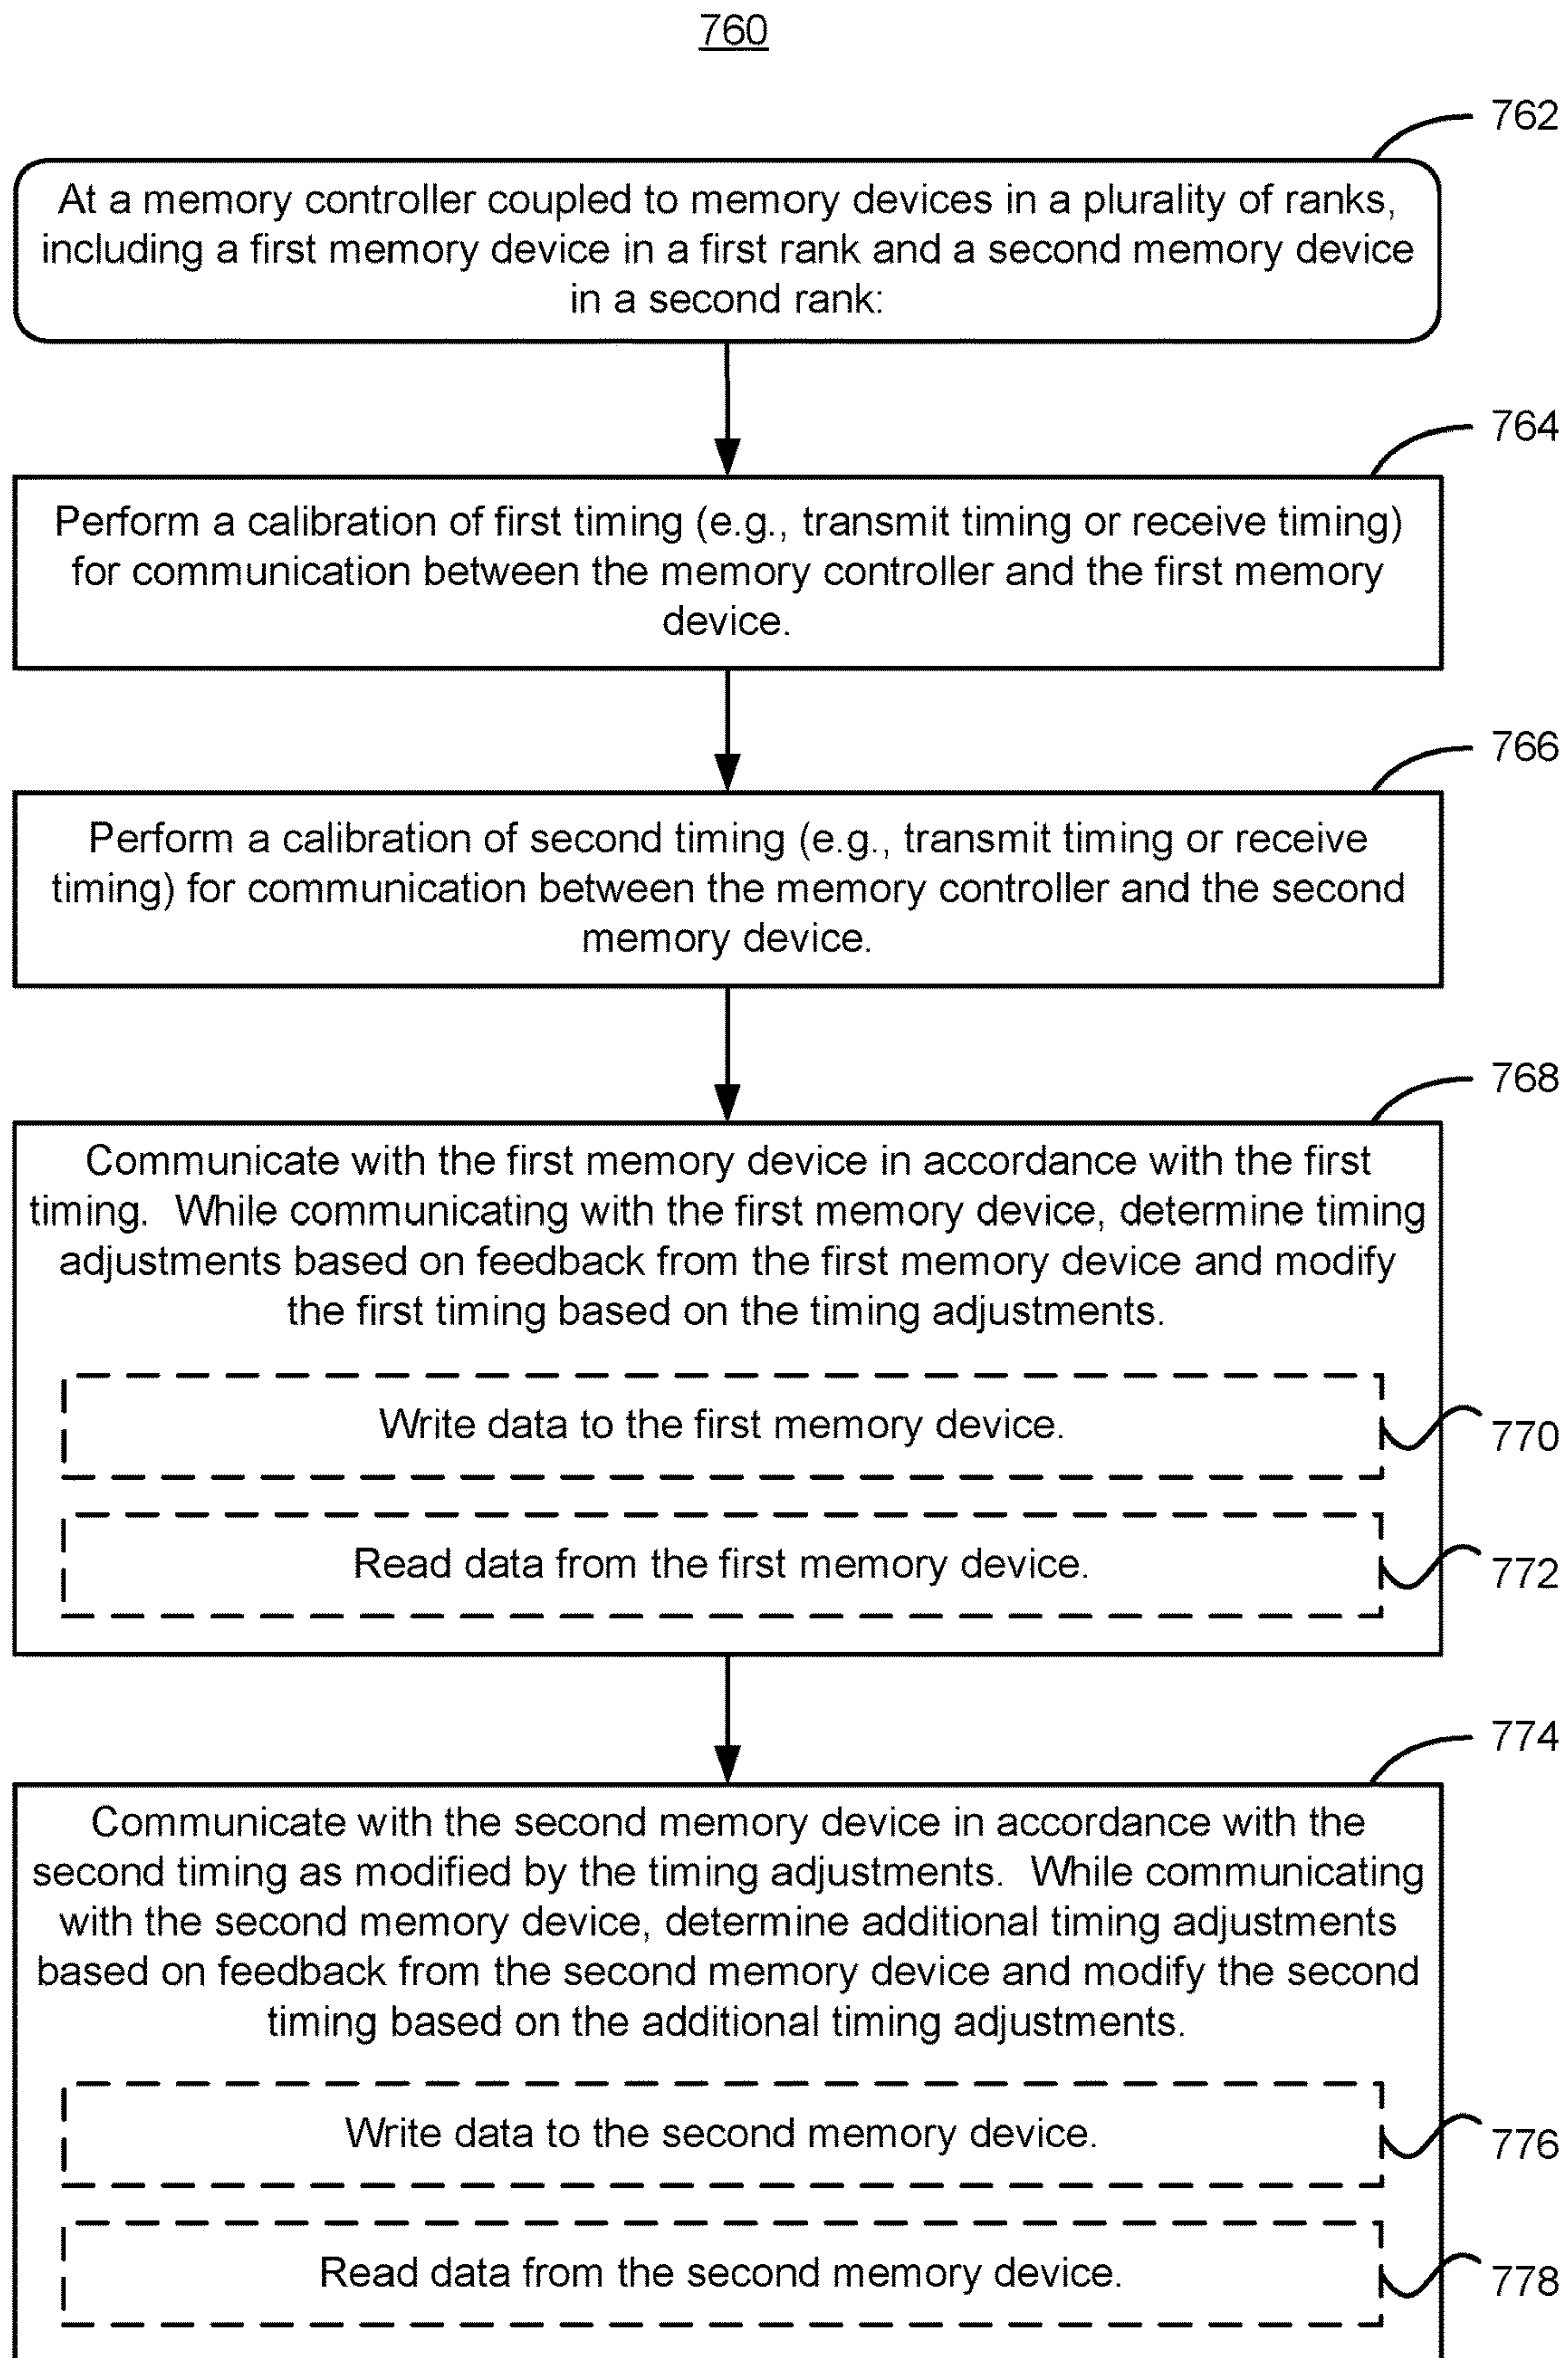 760
762
At a memory controller coupled to memory devices in a plurality of ranks,
including a first memory device in a first rank and a second memory device
in a second rank:
764
Perform a calibration of first timing (e.g., transmit timing or receive timing)
for communication between the memory controller and the first memory
device.
766
Perform a calibration of second timing (e.g., transmit timing or receive
timing) for communication between the memory controller and the second
memory device.
768
Communicate with the first memory device in accordance with the first
timing.  While communicating with the first memory device, determine timing
adjustments based on feedback from the first memory device and modify
the first timing based on the timing adjustments.
Write data to the first memory device.
770
Read data from the first memory device.
772
774
Communicate with the second memory device in accordance with the
second timing as modified by the timing adjustments.  While communicating
with the second memory device, determine additional timing adjustments
based on feedback from the second memory device and modify the second
timing based on the additional timing adjustments.
Write data to the second memory device.
776
Read data from the second memory device.
778